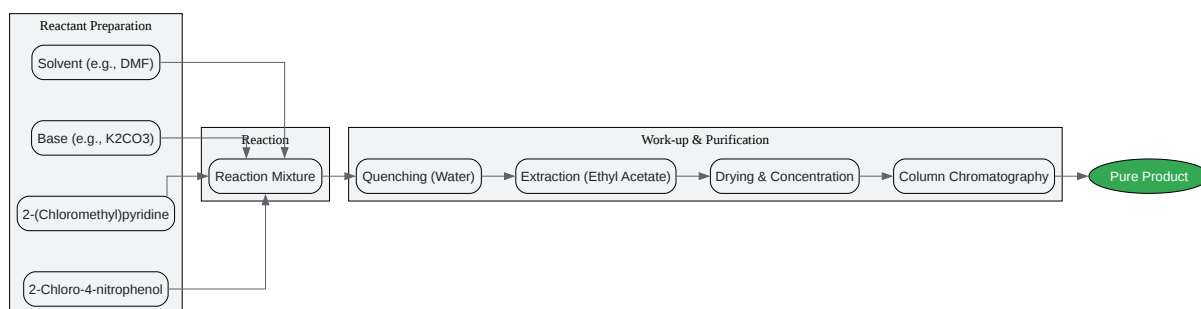 Reactant Preparation
Solvent (e.g., DMF)
Base (e.g., K2CO3)
2-(Chloromethyl)pyridine
2-Chloro-4-nitrophenol
Reaction
Reaction Mixture
Work-up & Purification
Quenching (Water)
Extraction (Ethyl Acetate)
Drying & Concentration
Column Chromatography
Pure Product